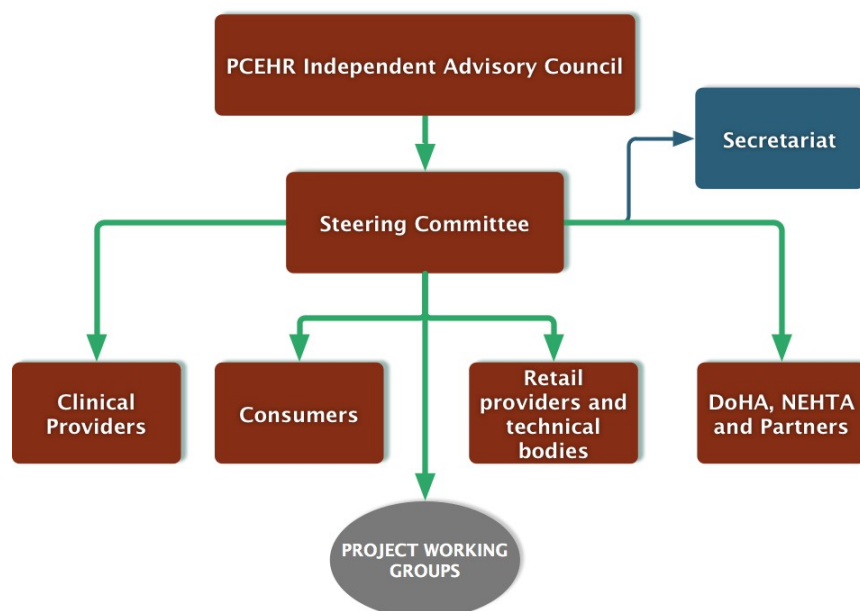 PCEHR Independent Advisory Council
Secretariat
Steering Committee
Clinical
Providers
Consumers
Retail
providers and
technical
bodies
DoHA, NEHTA
and Partners
PROJECT WORKING
GROUPS